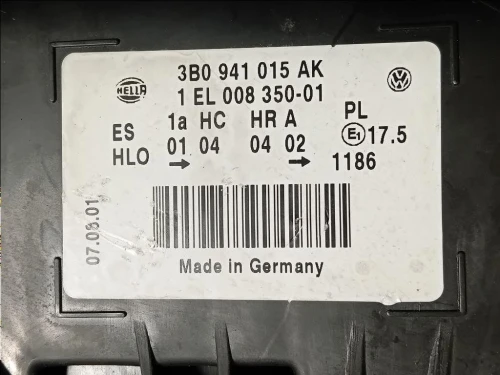 HELLA
3B0 941 015 AK
1 EL 008 350-01
ES 1a HC HR A PL
HLO 01 → 04 04 02 → E1 17.5
1186
07.08.01
Made in Germany